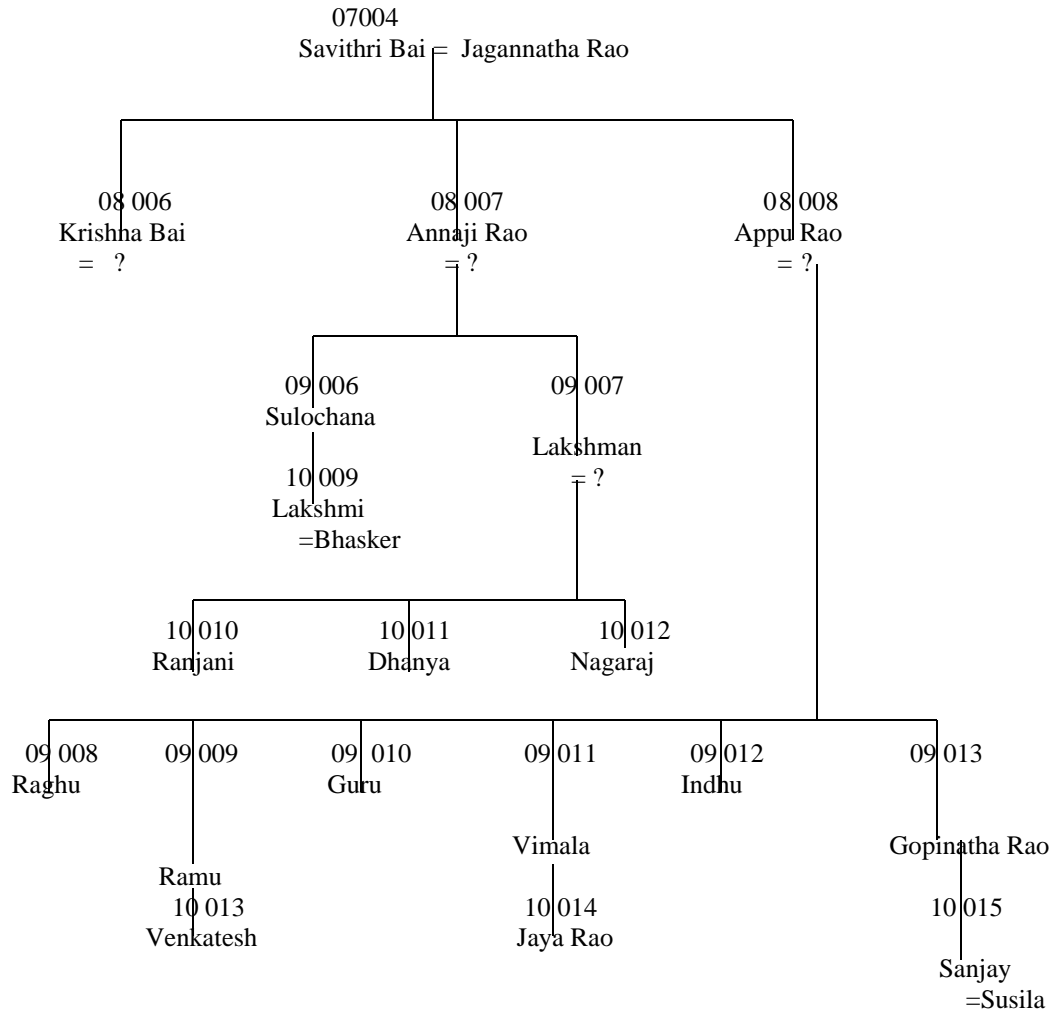 07004
Savithri Bai = Jagannatha Rao
08 006 08 007 08 008
Krishna Bai Annaji Rao Appu Rao
= ? = ? = ?
09 006 09 007
Sulochana
Lakshman
10 009 = ?
Lakshmi
=Bhasker
10 010 10 011 10 012
Ranjani Dhanya Nagaraj
09 008 09 009 09 010 09 011 09 012 09 013
Raghu Guru Indhu
Vimala Gopinatha Rao
Ramu
10 013 10 014 10 015
Venkatesh Jaya Rao
Sanjay
=Susila